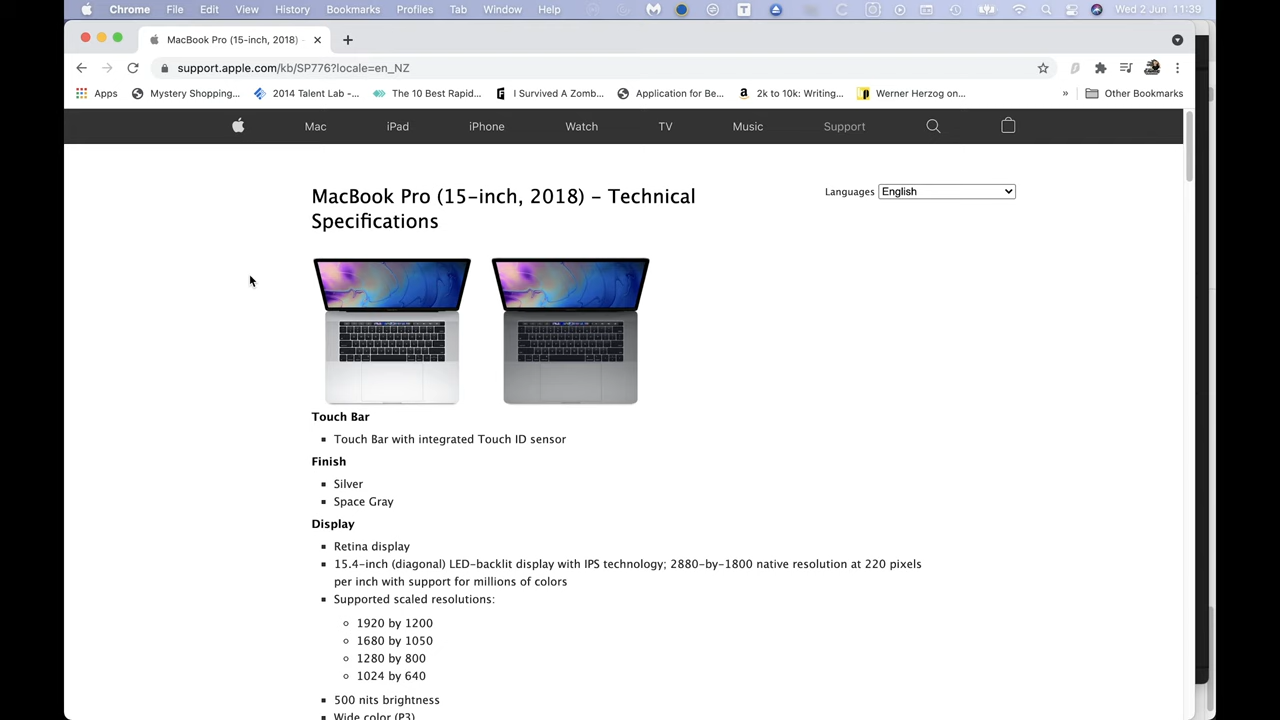 Chrome File Edit View History Bookmarks Profiles Tab Window Help Wed 2 Jun 11:39
MacBook Pro (15-inch, 2018) -
support.apple.com/kb/SP776?locale=en_NZ
Apps Mystery Shopping... 2014 Talent Lab -... The 10 Best Rapid... I Survived A Zomb... Application for Be... 2k to 10k: Writing... Werner Herzog on... » Other Bookmarks
Mac iPad iPhone Watch TV Music Support
MacBook Pro (15-inch, 2018) - Technical
Specifications
Languages English
Touch Bar
Touch Bar with integrated Touch ID sensor
Finish
Silver
Space Gray
Display
Retina display
15.4-inch (diagonal) LED-backlit display with IPS technology; 2880-by-1800 native resolution at 220 pixels
per inch with support for millions of colors
Supported scaled resolutions:
1920 by 1200
1680 by 1050
1280 by 800
1024 by 640
500 nits brightness
Wide color (P3)